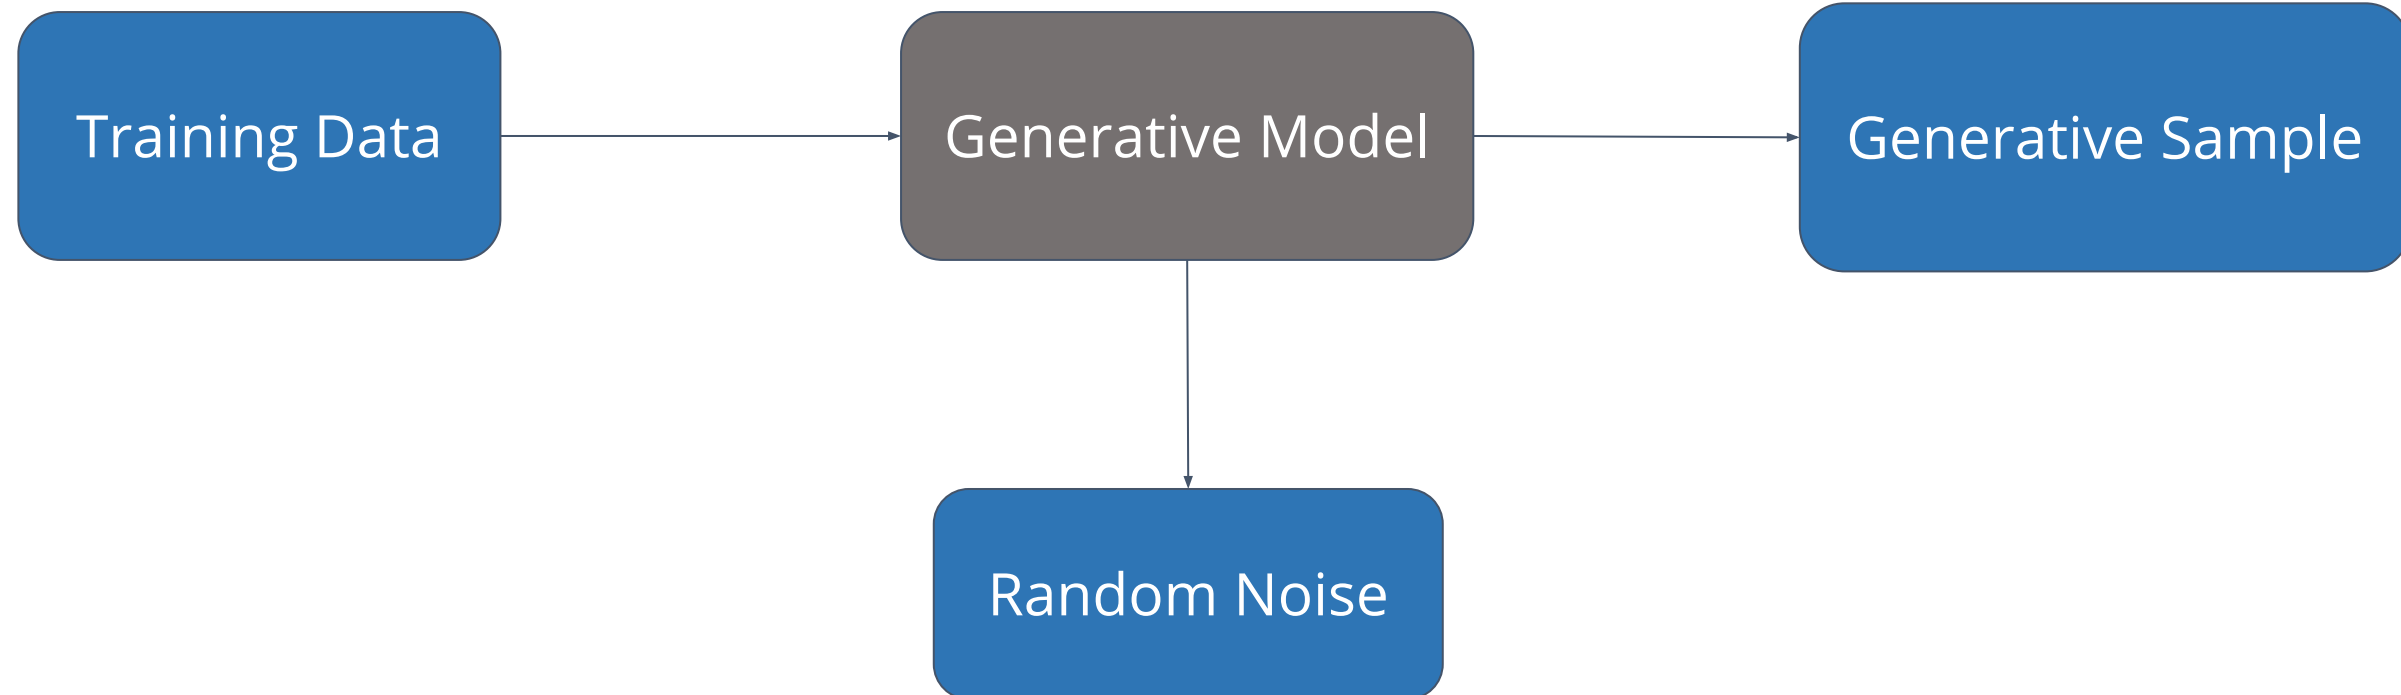 Training Data
Generative Model
Generative Sample
Random Noise